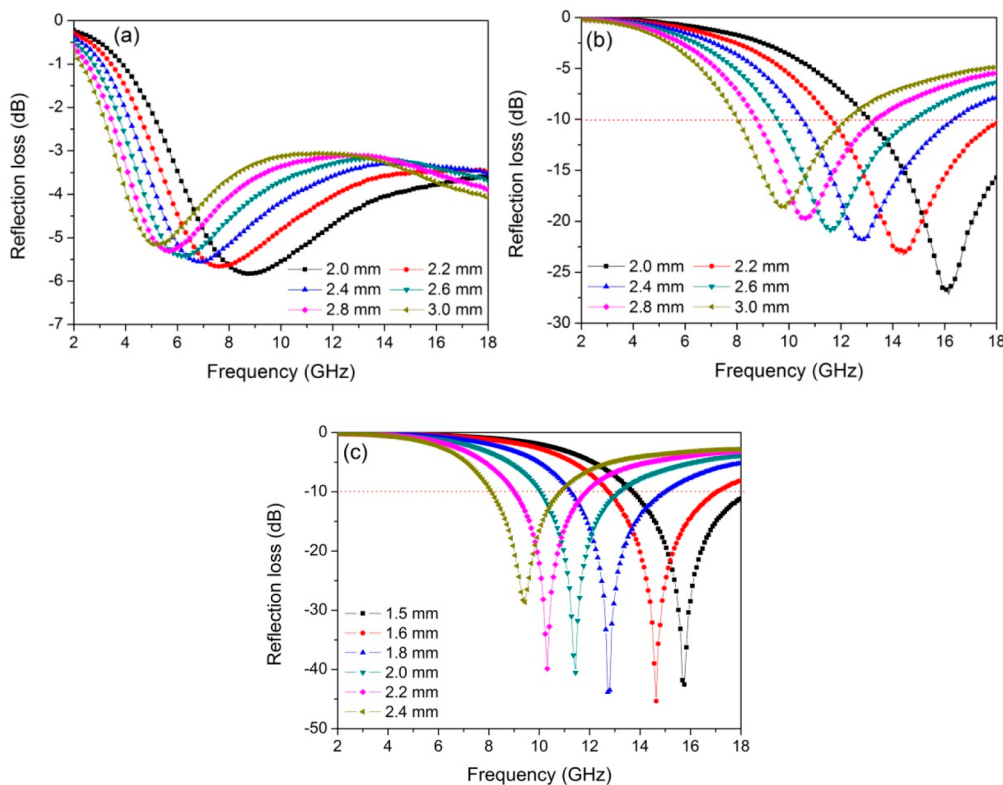 (a)
Reflection loss (dB)
0
-1
-2
-3
-4
-5
-6
-7
2.0 mm 2.2 mm
2.4 mm 2.6 mm
2.8 mm 3.0 mm
2 4 6 8 10 12 14 16 18
Frequency (GHz)
(b)
Reflection loss (dB)
0
-5
-10
-15
-20
-25
-30
2.0 mm 2.2 mm
2.4 mm 2.6 mm
2.8 mm 3.0 mm
2 4 6 8 10 12 14 16 18
Frequency (GHz)
(c)
Reflection loss (dB)
0
-10
-20
-30
-40
-50
1.5 mm
1.6 mm
1.8 mm
2.0 mm
2.2 mm
2.4 mm
2 4 6 8 10 12 14 16 18
Frequency (GHz)